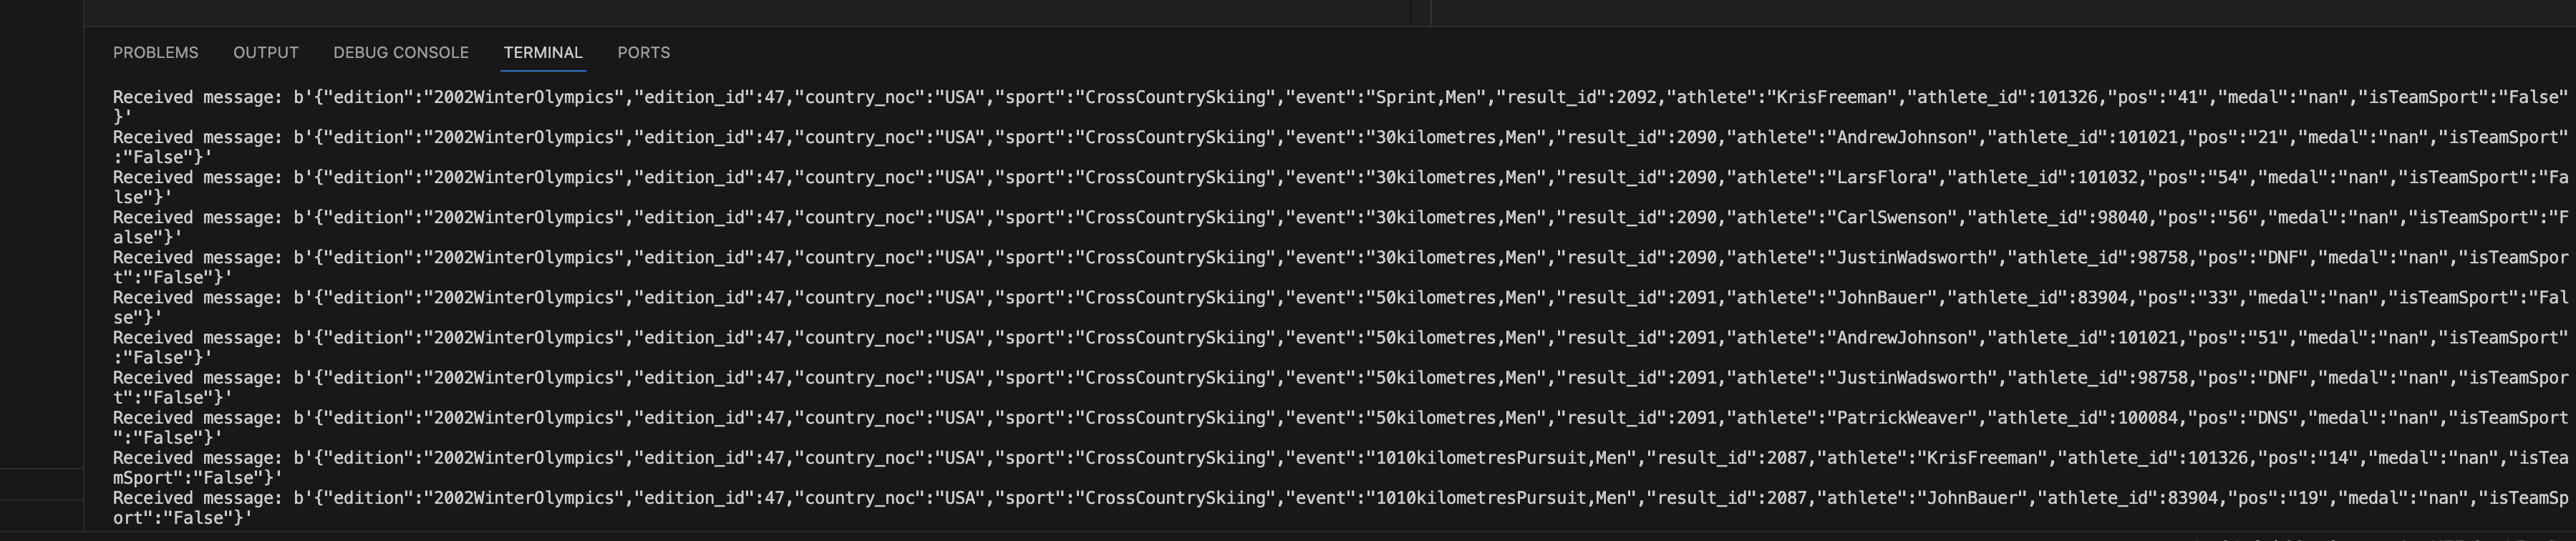 PROBLEMS OUTPUT DEBUG CONSOLE TERMINAL PORTS
Received message: b'{"edition":"2002WinterOlympics","edition_id":47,"country_noc":"USA","sport":"CrossCountrySkiing","event":"Sprint,Men","result_id":2092,"athlete":"KrisFreeman","athlete_id":101326,"pos":"41","medal":"nan","isTeamSport":"False"
}'
Received message: b'{"edition":"2002WinterOlympics","edition_id":47,"country_noc":"USA","sport":"CrossCountrySkiing","event":"30kilometres,Men","result_id":2090,"athlete":"AndrewJohnson","athlete_id":101021,"pos":"21","medal":"nan","isTeamSport"
:"False"}'
Received message: b'{"edition":"2002WinterOlympics","edition_id":47,"country_noc":"USA","sport":"CrossCountrySkiing","event":"30kilometres,Men","result_id":2090,"athlete":"LarsFlora","athlete_id":101032,"pos":"54","medal":"nan","isTeamSport":"Fa
lse"}'
Received message: b'{"edition":"2002WinterOlympics","edition_id":47,"country_noc":"USA","sport":"CrossCountrySkiing","event":"30kilometres,Men","result_id":2090,"athlete":"CarlSwenson","athlete_id":98040,"pos":"56","medal":"nan","isTeamSport":"F
alse"}'
Received message: b'{"edition":"2002WinterOlympics","edition_id":47,"country_noc":"USA","sport":"CrossCountrySkiing","event":"30kilometres,Men","result_id":2090,"athlete":"JustinWadsworth","athlete_id":98758,"pos":"DNF","medal":"nan","isTeamSpor
t":"False"}'
Received message: b'{"edition":"2002WinterOlympics","edition_id":47,"country_noc":"USA","sport":"CrossCountrySkiing","event":"50kilometres,Men","result_id":2091,"athlete":"JohnBauer","athlete_id":83904,"pos":"33","medal":"nan","isTeamSport":"Fal
se"}'
Received message: b'{"edition":"2002WinterOlympics","edition_id":47,"country_noc":"USA","sport":"CrossCountrySkiing","event":"50kilometres,Men","result_id":2091,"athlete":"AndrewJohnson","athlete_id":101021,"pos":"51","medal":"nan","isTeamSport"
:"False"}'
Received message: b'{"edition":"2002WinterOlympics","edition_id":47,"country_noc":"USA","sport":"CrossCountrySkiing","event":"50kilometres,Men","result_id":2091,"athlete":"JustinWadsworth","athlete_id":98758,"pos":"DNF","medal":"nan","isTeamSpor
t":"False"}'
Received message: b'{"edition":"2002WinterOlympics","edition_id":47,"country_noc":"USA","sport":"CrossCountrySkiing","event":"50kilometres,Men","result_id":2091,"athlete":"PatrickWeaver","athlete_id":100084,"pos":"DNS","medal":"nan","isTeamSport
":"False"}'
Received message: b'{"edition":"2002WinterOlympics","edition_id":47,"country_noc":"USA","sport":"CrossCountrySkiing","event":"1010kilometresPursuit,Men","result_id":2087,"athlete":"KrisFreeman","athlete_id":101326,"pos":"14","medal":"nan","isTea
mSport":"False"}'
Received message: b'{"edition":"2002WinterOlympics","edition_id":47,"country_noc":"USA","sport":"CrossCountrySkiing","event":"1010kilometresPursuit,Men","result_id":2087,"athlete":"JohnBauer","athlete_id":83904,"pos":"19","medal":"nan","isTeamSp
ort":"False"}'